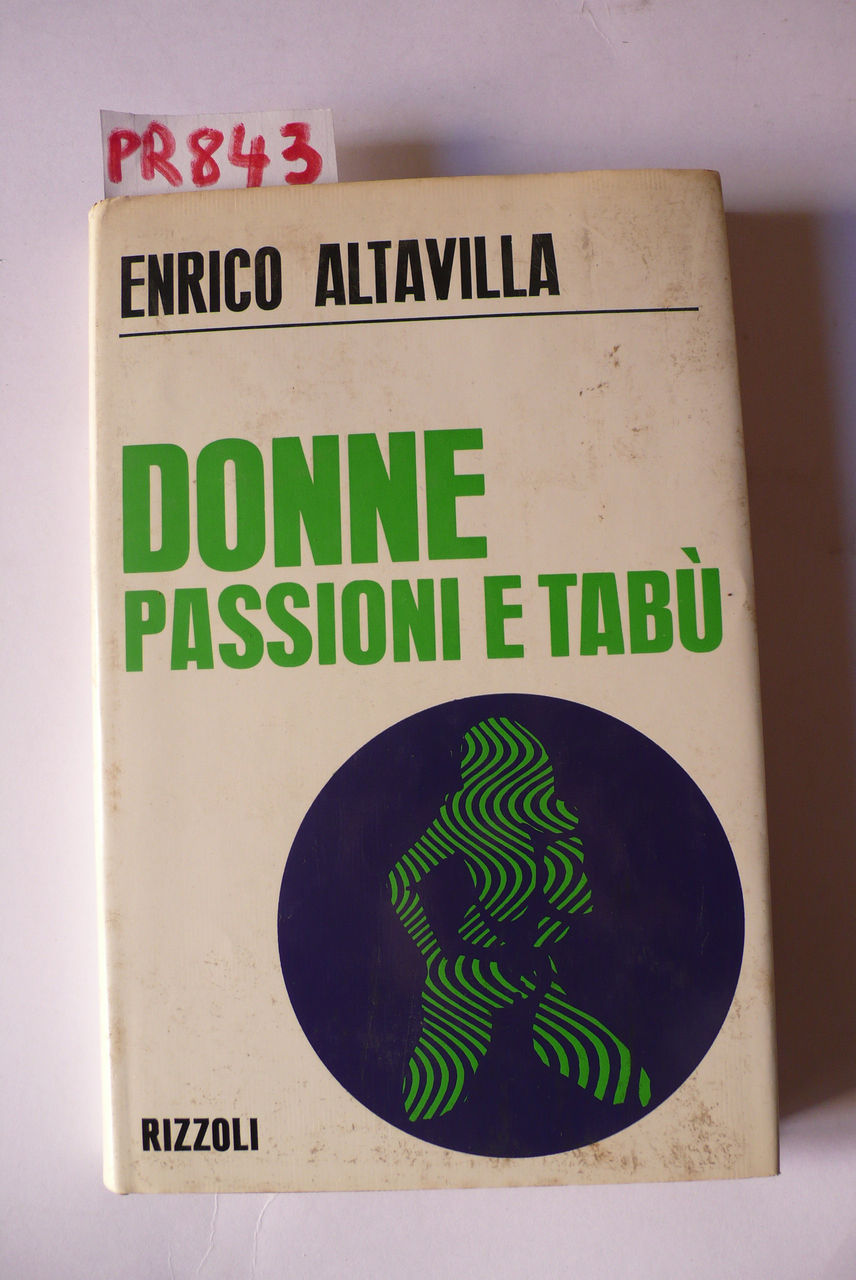 PR843
ENRICO ALTAVILLA
DONNE
PASSIONI E TABÙ
RIZZOLI